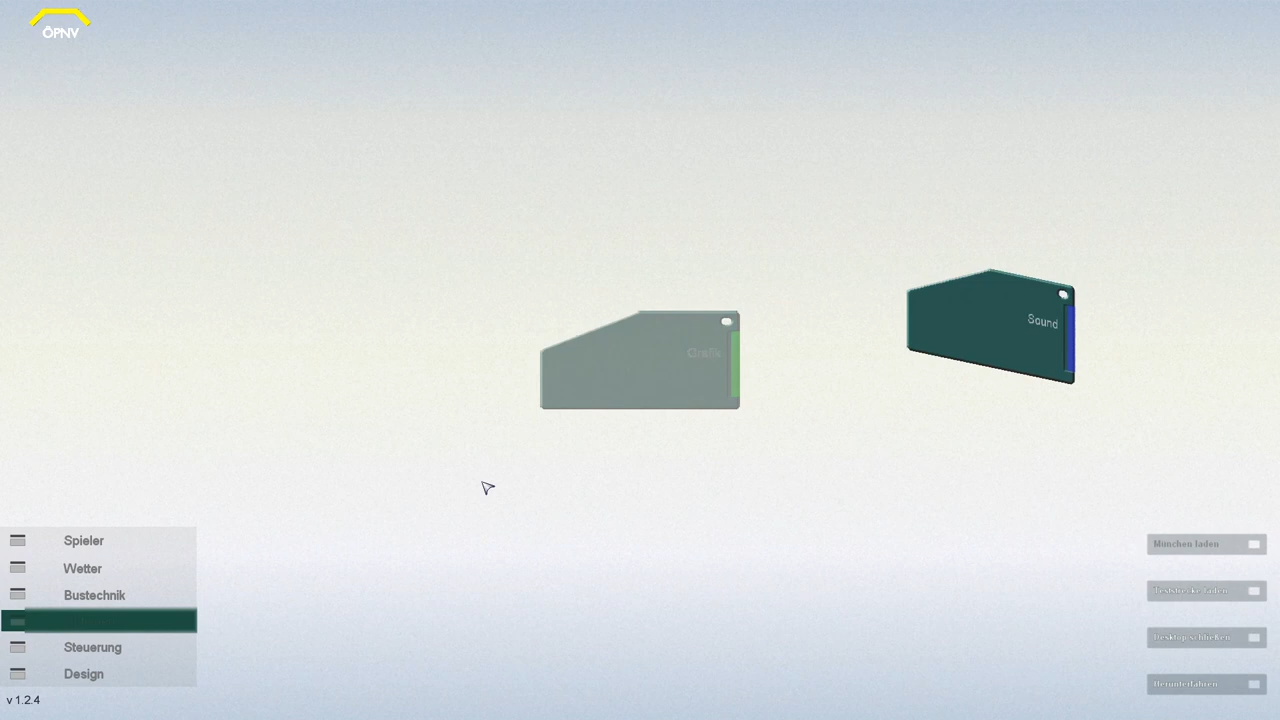 ÖPNV
Grafik
Sound
Spieler
Wetter
Bustechnik
Steuerung
Design
v 1.2.4
München laden
Teststrecke laden
Desktop schließen
Herunterfahren